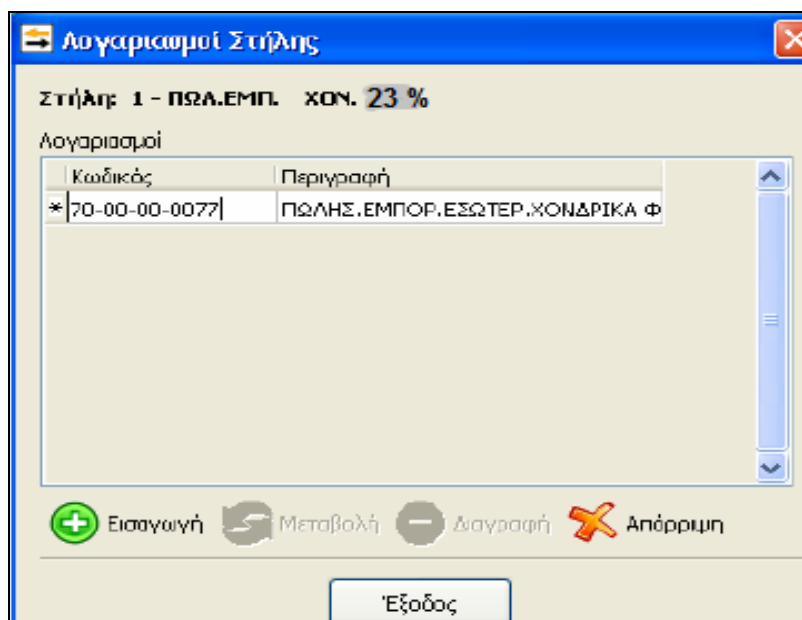 Λογαριασμοί Στήλης
Στήλη: 1 - ΠΩΛ.ΕΜΠ. ΧΟΝ. 23 %
Λογαριασμοί
Κωδικός Περιγραφή
* 70-00-00-0077 ΠΩΛΗΣ.ΕΜΠΟΡ.ΕΣΩΤΕΡ.ΧΟΝΔΡΙΚΑ Φ
Εισαγωγή Μεταβολή Διαγραφή Απόρριψη
Έξοδος